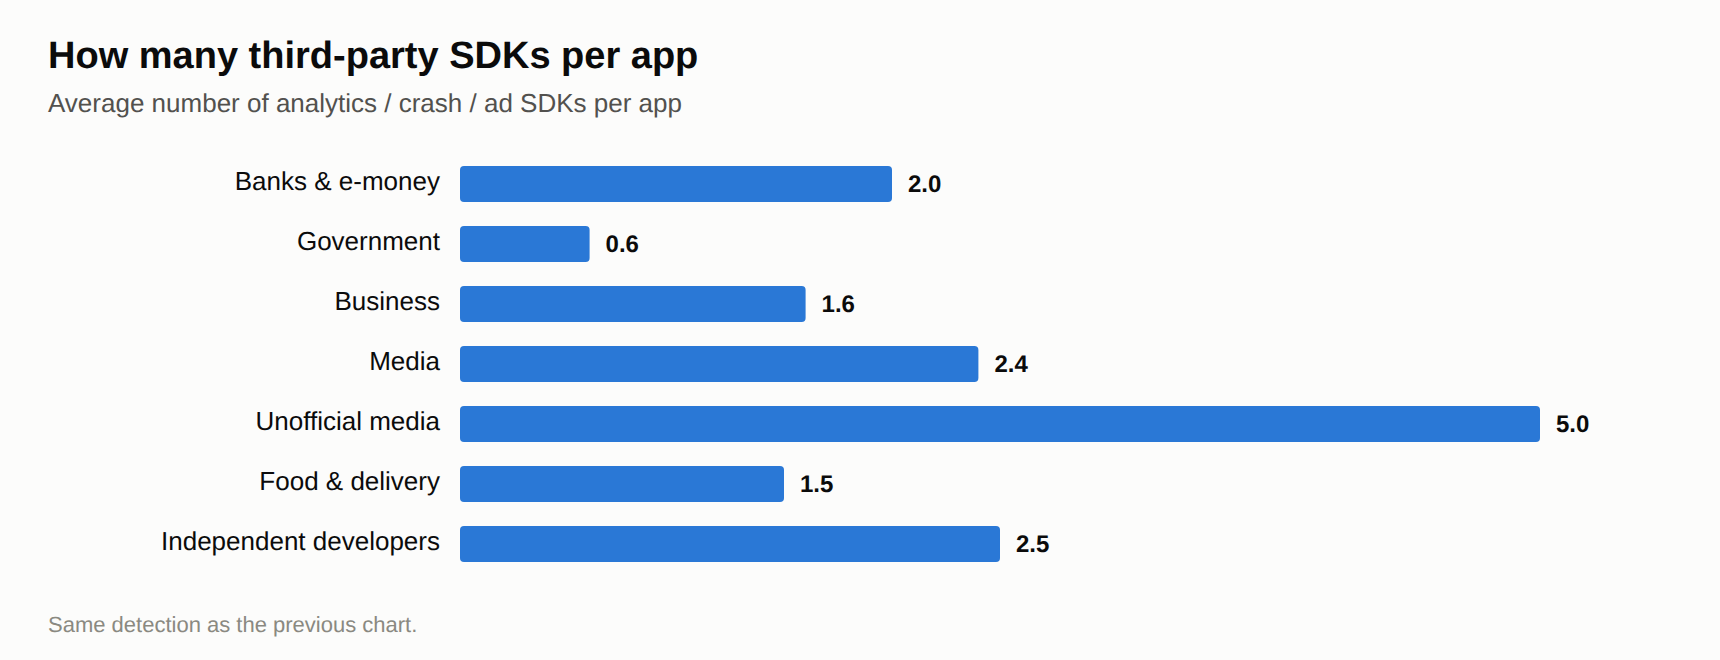 How many third-party SDKs per app
Average number of analytics / crash / ad SDKs per app
Banks & e-money 2.0
Government 0.6
Business 1.6
Media 2.4
Unofficial media 5.0
Food & delivery 1.5
Independent developers 2.5
Same detection as the previous chart.